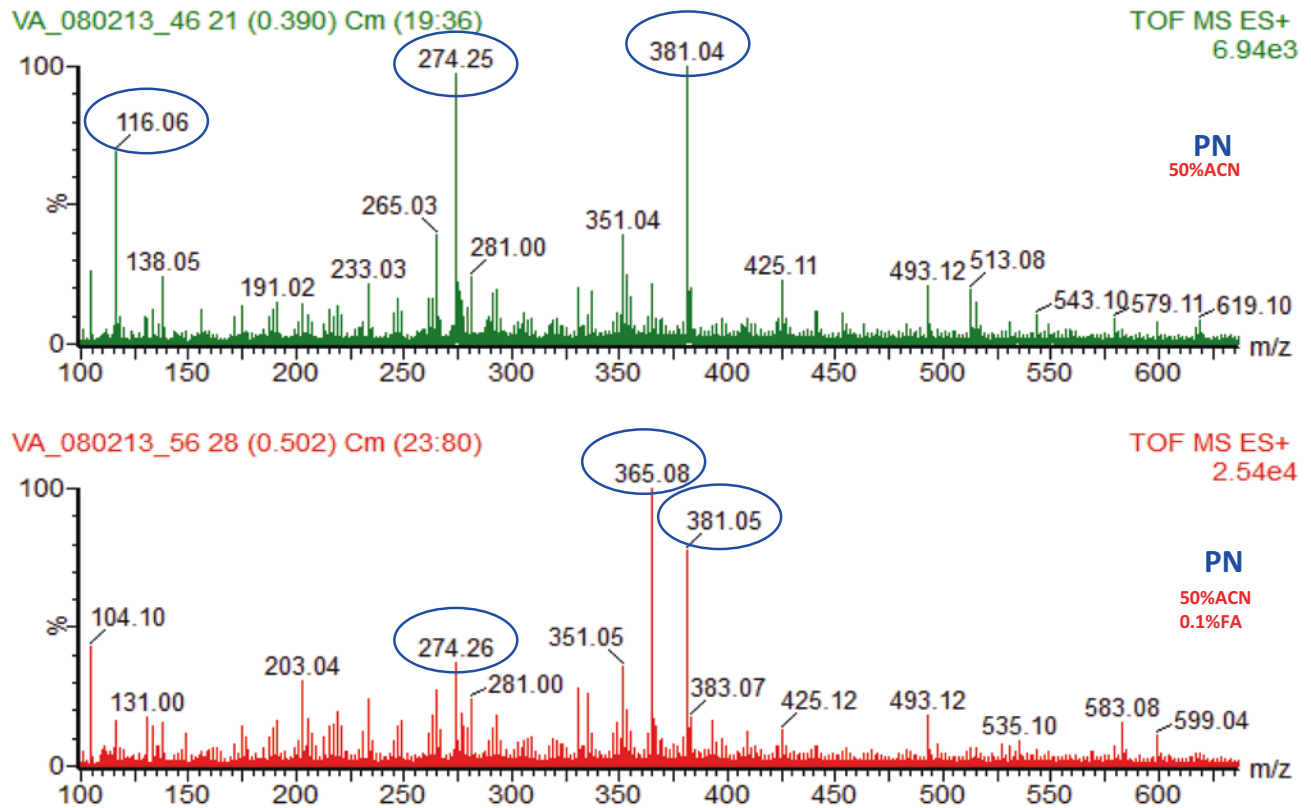 VA_080213_46 21 (0.390) Cm (19:36)
TOF MS ES+
6.94e3
100
%
0
116.06
274.25
381.04
PN
50%ACN
265.03
351.04
138.05
191.02
233.03
281.00
425.11
493.12
513.08
543.10
579.11
619.10
100 150 200 250 300 350 400 450 500 550 600 m/z
VA_080213_56 28 (0.502) Cm (23:80)
TOF MS ES+
2.54e4
100
%
0
365.08
381.05
PN
50%ACN
0.1%FA
104.10
131.00
203.04
274.26
281.00
351.05
383.07
425.12
493.12
535.10
583.08
599.04
100 150 200 250 300 350 400 450 500 550 600 m/z